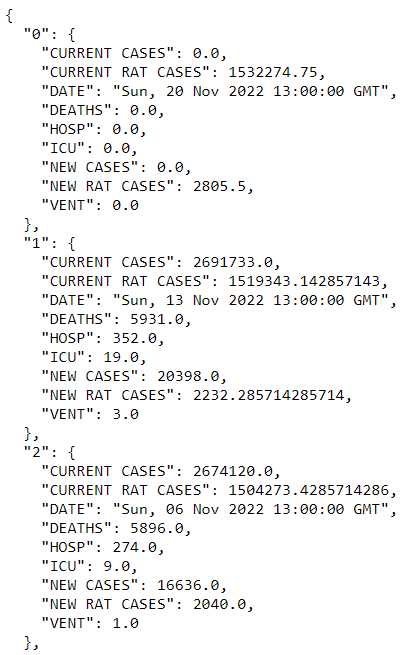 {
  "0": {
    "CURRENT CASES": 0.0,
    "CURRENT RAT CASES": 1532274.75,
    "DATE": "Sun, 20 Nov 2022 13:00:00 GMT",
    "DEATHS": 0.0,
    "HOSP": 0.0,
    "ICU": 0.0,
    "NEW CASES": 0.0,
    "NEW RAT CASES": 2805.5,
    "VENT": 0.0
  },
  "1": {
    "CURRENT CASES": 2691733.0,
    "CURRENT RAT CASES": 1519343.142857143,
    "DATE": "Sun, 13 Nov 2022 13:00:00 GMT",
    "DEATHS": 5931.0,
    "HOSP": 352.0,
    "ICU": 19.0,
    "NEW CASES": 20398.0,
    "NEW RAT CASES": 2232.285714285714,
    "VENT": 3.0
  },
  "2": {
    "CURRENT CASES": 2674120.0,
    "CURRENT RAT CASES": 1504273.4285714286,
    "DATE": "Sun, 06 Nov 2022 13:00:00 GMT",
    "DEATHS": 5896.0,
    "HOSP": 274.0,
    "ICU": 9.0,
    "NEW CASES": 16636.0,
    "NEW RAT CASES": 2040.0,
    "VENT": 1.0
  },